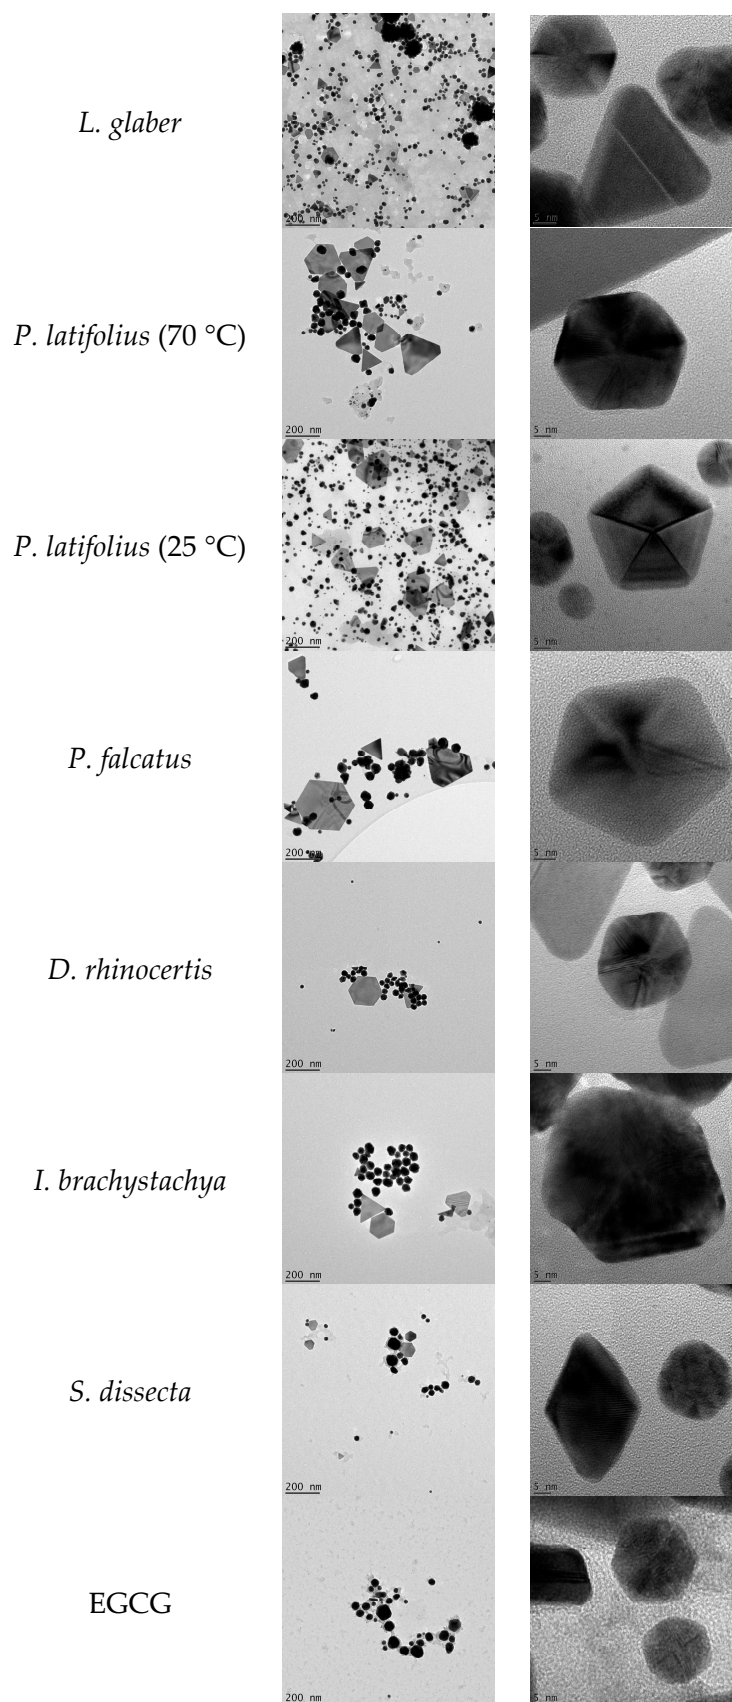 L. glaber
200 nm
5 nm
P. latifolius (70 °C)
200 nm
5 nm
P. latifolius (25 °C)
200 nm
5 nm
P. falcatus
200 nm
5 nm
D. rhinocertis
200 nm
5 nm
I. brachystachya
200 nm
5 nm
S. dissecta
200 nm
5 nm
EGCG
200 nm
5 nm